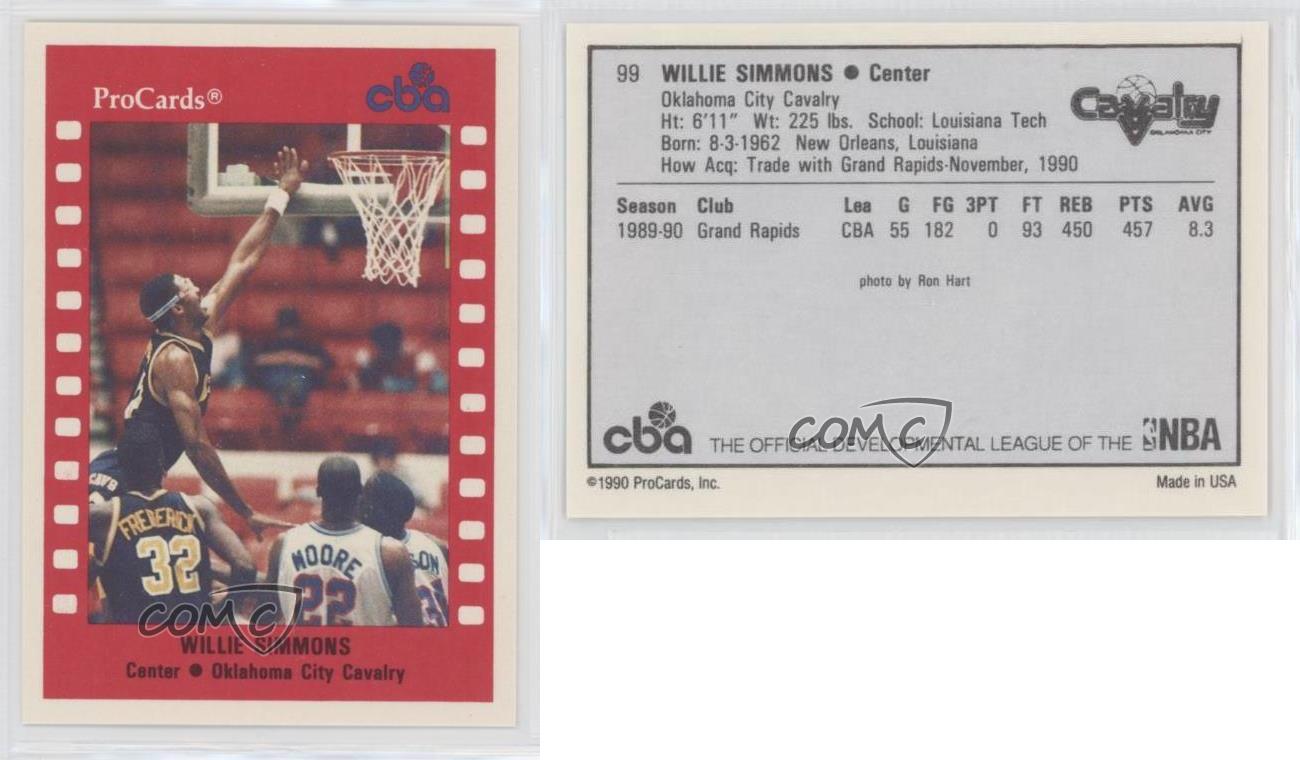 ProCards®
cba
CAVS
FREDERICK
32
MOORE
22
SON
COMC
WILLIE SIMMONS
Center ● Oklahoma City Cavalry
99 WILLIE SIMMONS ● Center
Oklahoma City Cavalry
Ht: 6'11" Wt: 225 lbs. School: Louisiana Tech
Born: 8-3-1962 New Orleans, Louisiana
How Acq: Trade with Grand Rapids-November, 1990
Cavalry
OKLAHOMA CITY
Season Club Lea G FG 3PT FT REB PTS AVG
1989-90 Grand Rapids CBA 55 182 0 93 450 457 8.3
photo by Ron Hart
COMC
cba THE OFFICIAL DEVELOPMENTAL LEAGUE OF THE NBA
©1990 ProCards, Inc. Made in USA